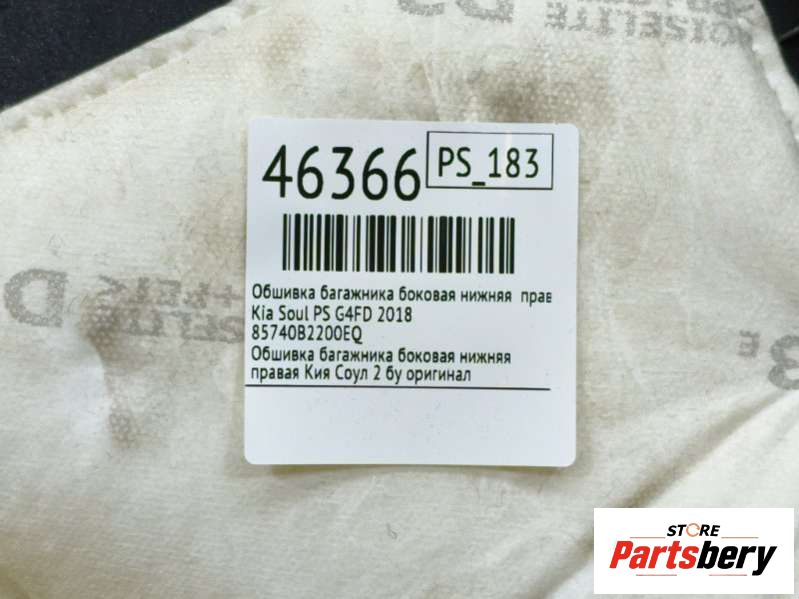 46366
PS_183
Обшивка багажника боковая нижняя прав
Kia Soul PS G4FD 2018
85740B2200EQ
Обшивка багажника боковая нижняя
правая Кия Соул 2 бу оригинал
STORE
Partsbery